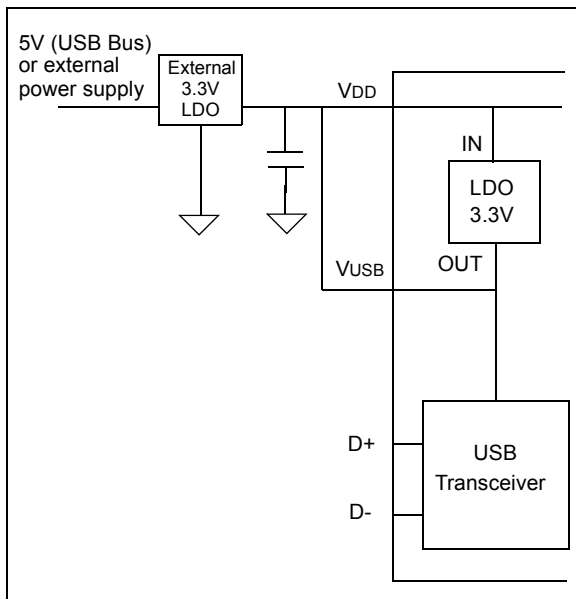 5V (USB Bus)
or external
power supply
External
3.3V
LDO
VDD
IN
LDO
3.3V
OUT
VUSB
D+
D-
USB
Transceiver